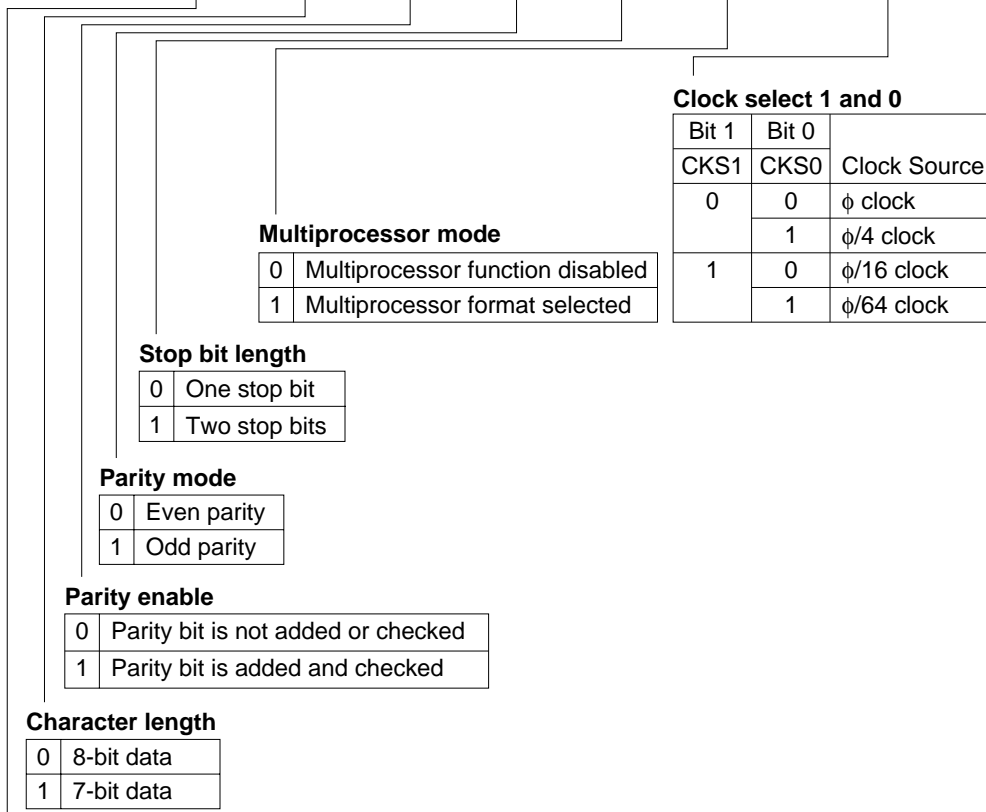 Clock select 1 and 0
Bit 1 Bit 0
CKS1 CKS0 Clock Source
0 0 ϕ clock
1 ϕ/4 clock
1 0 ϕ/16 clock
1 ϕ/64 clock
Multiprocessor mode
0 Multiprocessor function disabled
1 Multiprocessor format selected
Stop bit length
0 One stop bit
1 Two stop bits
Parity mode
0 Even parity
1 Odd parity
Parity enable
0 Parity bit is not added or checked
1 Parity bit is added and checked
Character length
0 8-bit data
1 7-bit data